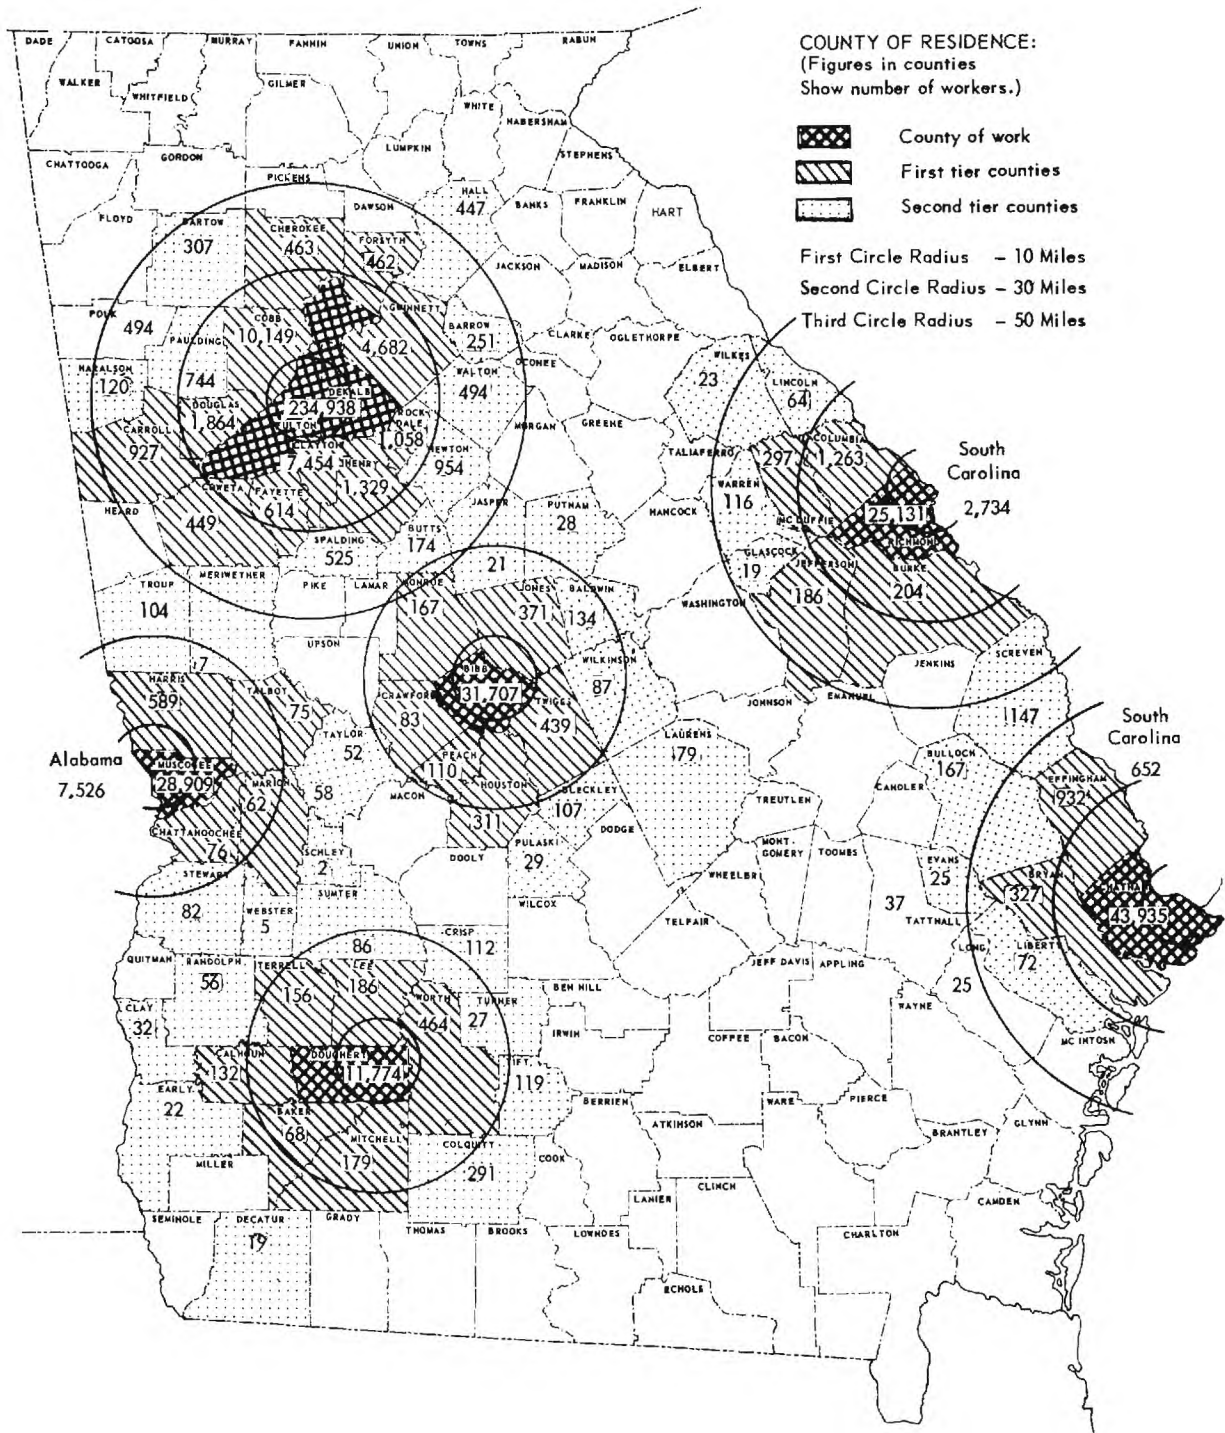 COUNTY OF RESIDENCE:
(Figures in counties
Show number of workers.)
County of work
First tier counties
Second tier counties
First Circle Radius - 10 Miles
Second Circle Radius - 30 Miles
Third Circle Radius - 50 Miles
DADE
CATOOSA
MURRAY
FANNIN
UNION
TOWNS
RABUN
WALKER
WHITFIELD
GILMER
WHITE
HABERSHAM
LUMPKIN
STEPHENS
CHATTOOGA
GORDON
PICKENS
DAWSON
HALL
447
BANKS
FRANKLIN
HART
FLOYD
BARTOW
307
CHEROKEE
463
FORSYTH
462
JACKSON
MADISON
ELBERT
POLK
494
PAULDING
744
COBB
10,149
GWINNETT
4,682
BARROW
251
CLARKE
OGLETHORPE
OCONEE
HARALSON
120
WALTON
494
DOUGLAS
1,864
DEKALB
234,938
FULTON
ROCK
DALE
1,058
CARROLL
927
CLAYTON
7,454
HENRY
1,329
NEWTON
954
MORGAN
GREENE
HEARD
COWETA
449
FAYETTE
614
SPALDING
525
BUTTS
174
JASPER
21
PUTNAM
28
HANCOCK
TALIAFERRO
WILKES
23
LINCOLN
64
297
COLUMBIA
1,263
WARREN
116
MC DUFFIE
25,131
RICHMOND
South
Carolina
2,734
GLASCOCK
19
JEFFERSON
186
BURKE
204
WASHINGTON
TROUP
104
MERIWETHER
7
PIKE
LAMAR
MONROE
167
JONES
371
BALDWIN
134
UPSON
BIBB
31,707
WILKINSON
87
JENKINS
SCREVEN
147
EMANUEL
JOHNSON
HARRIS
589
TALBOT
75
CRAWFORD
83
TWIGGS
439
TAYLOR
52
LAURENS
79
BULLOCH
167
South
Carolina
652
Alabama
7,526
MUSCOGEE
28,909
MARION
62
58
MACON
PEACH
110
HOUSTON
311
BLECKLEY
107
TREUTLEN
CANDLER
EFFINGHAM
932
CHATTAHOOCHEE
76
SCHLEY
2
DOOLY
PULASKI
29
DODGE
MONT-
GOMERY
TOOMBS
EVANS
25
BRYAN
327
CHATHAM
43,935
STEWART
82
WEBSTER
5
SUMTER
86
WILCOX
WHEELER
TELFAIR
37
TATTNALL
LONG
25
LIBERTY
72
QUITMAN
RANDOLPH
56
TERRELL
156
LEE
186
CRISP
112
WORTH
464
TURNER
27
BEN HILL
JEFF DAVIS
APPLING
WAYNE
MC INTOSH
CLAY
32
IRWIN
COFFEE
BACON
CALHOUN
132
DOUGHERTY
11,774
TIFT
119
EARLY
22
BAKER
68
MITCHELL
179
COLQUITT
291
BERRIEN
WARE
PIERCE
ATKINSON
BRANTLEY
GLYNN
MILLER
COOK
LANIER
CLINCH
CAMDEN
SEMINOLE
DECATUR
19
GRADY
THOMAS
BROOKS
LOWNDES
CHARLTON
ECHOLS